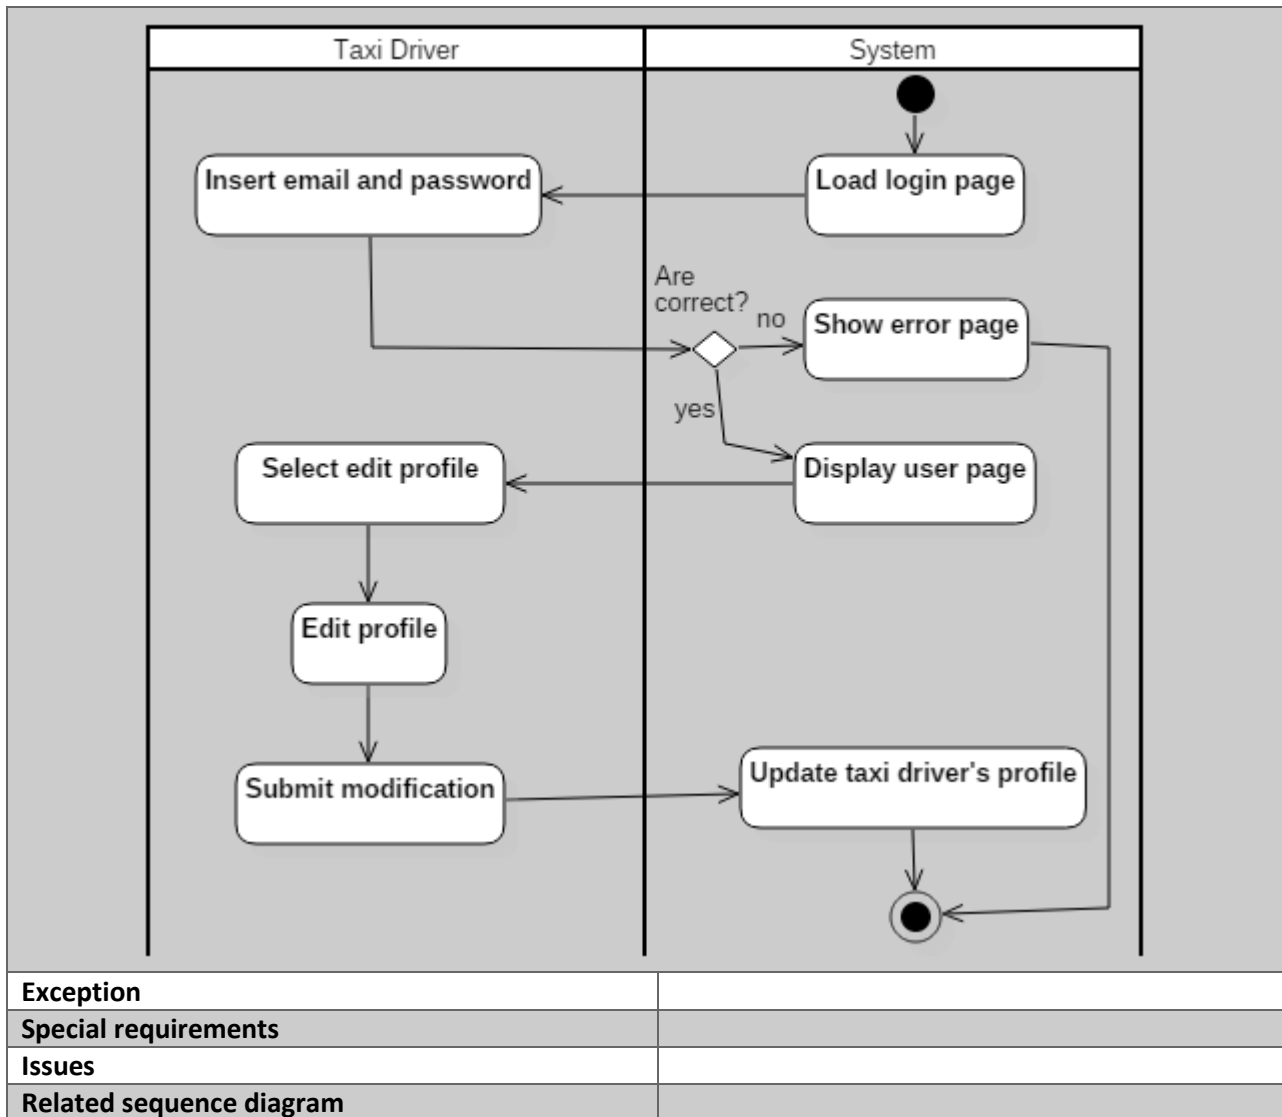 Taxi Driver
System
Insert email and password
Load login page
Are
correct?
no
Show error page
yes
Select edit profile
Display user page
Edit profile
Submit modification
Update taxi driver's profile
Exception
Special requirements
Issues
Related sequence diagram